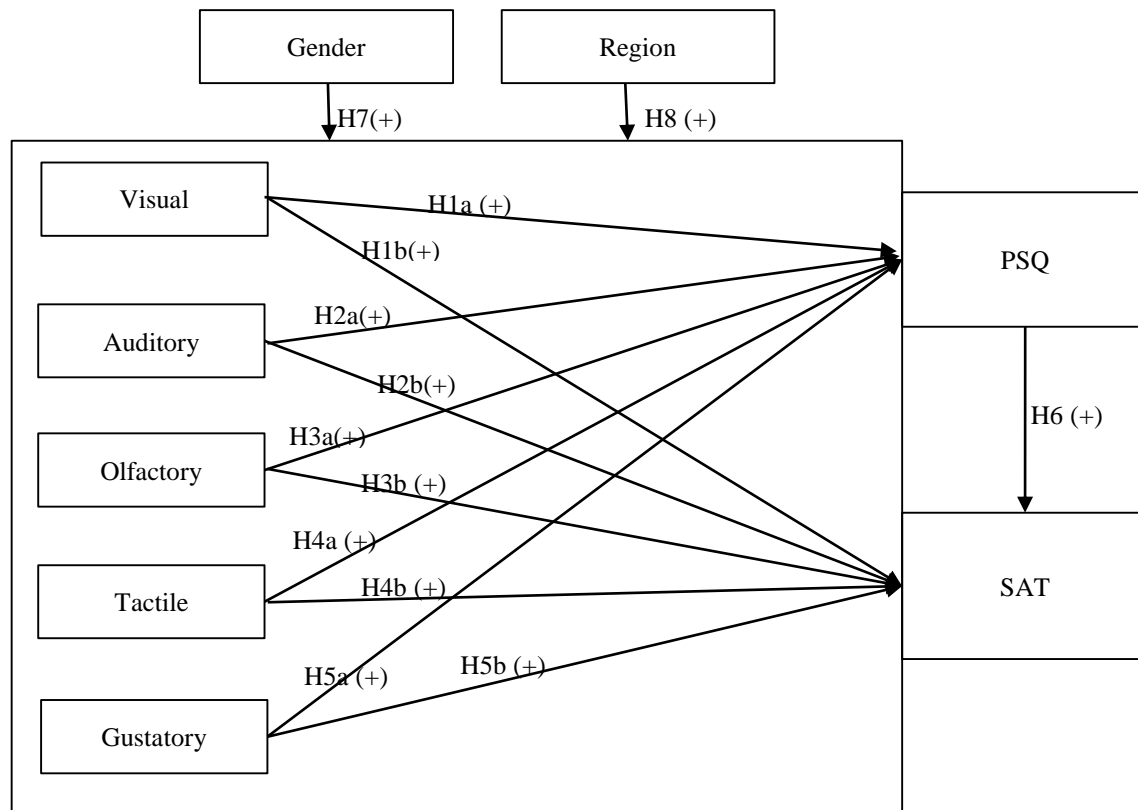 Gender
Region
H7(+)
H8 (+)
Visual
H1a (+)
H1b(+)
PSQ
H2a(+)
Auditory
H2b(+)
H6 (+)
H3a(+)
Olfactory
H3b (+)
H4a (+)
H4b (+)
Tactile
SAT
H5b (+)
H5a (+)
Gustatory